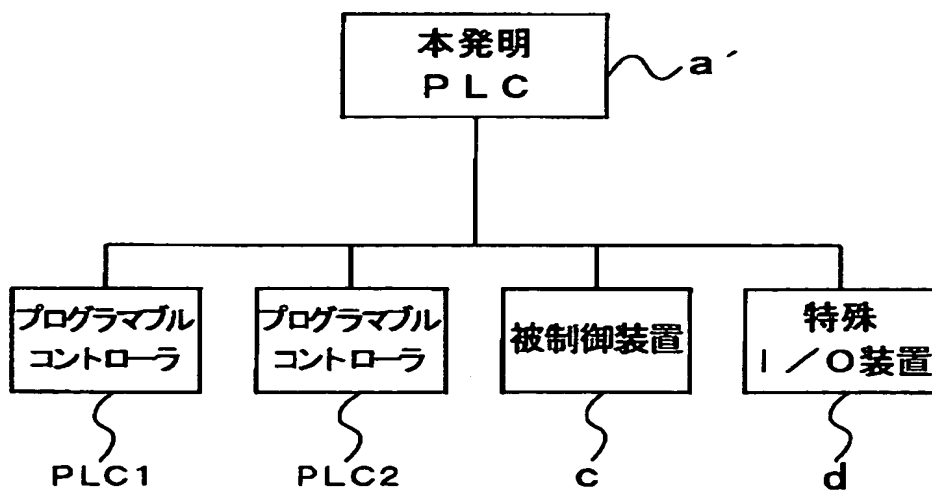 本発明
ＰＬＣ
a´
プログラマブル
コントローラ
プログラマブル
コントローラ
被制御装置
特殊
Ｉ／Ｏ装置
PLC1
PLC2
c
d